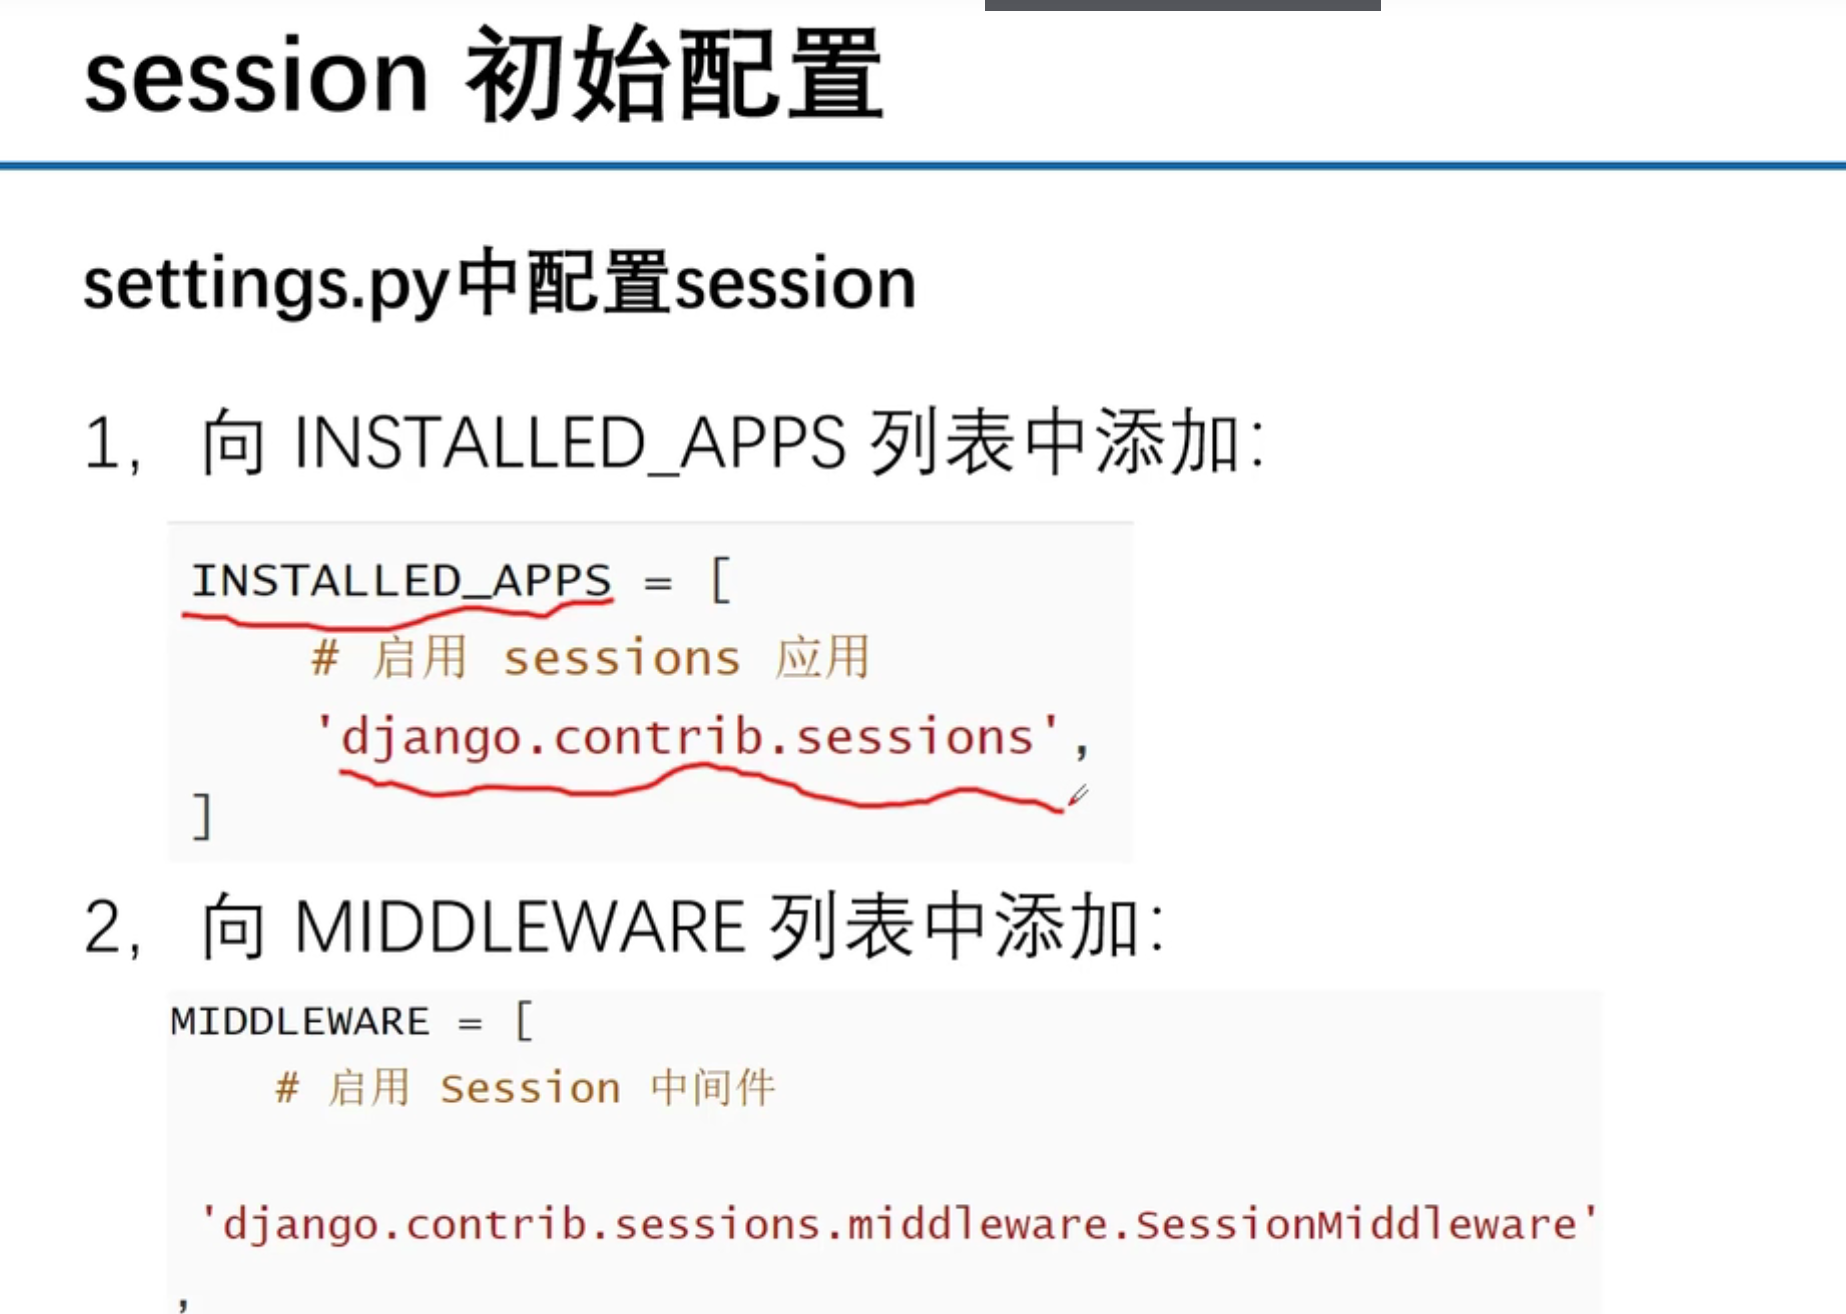 session 初始配置
settings.py中配置session
1, 向 INSTALLED_APPS 列表中添加:
INSTALLED_APPS = [
# 启用 sessions 应用
'django.contrib.sessions',
]
2, 向 MIDDLEWARE 列表中添加:
MIDDLEWARE = [
# 启用 Session 中间件
'django.contrib.sessions.middleware.SessionMiddleware'
,